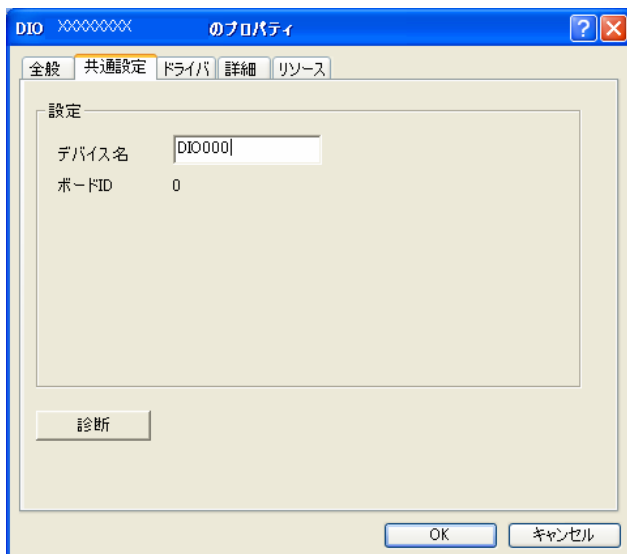 DIO XXXXXXXX のプロパティ
全般 共通設定 ドライバ 詳細 リソース
設定
デバイス名 DIO000
ボードID 0
診断
OK キャンセル